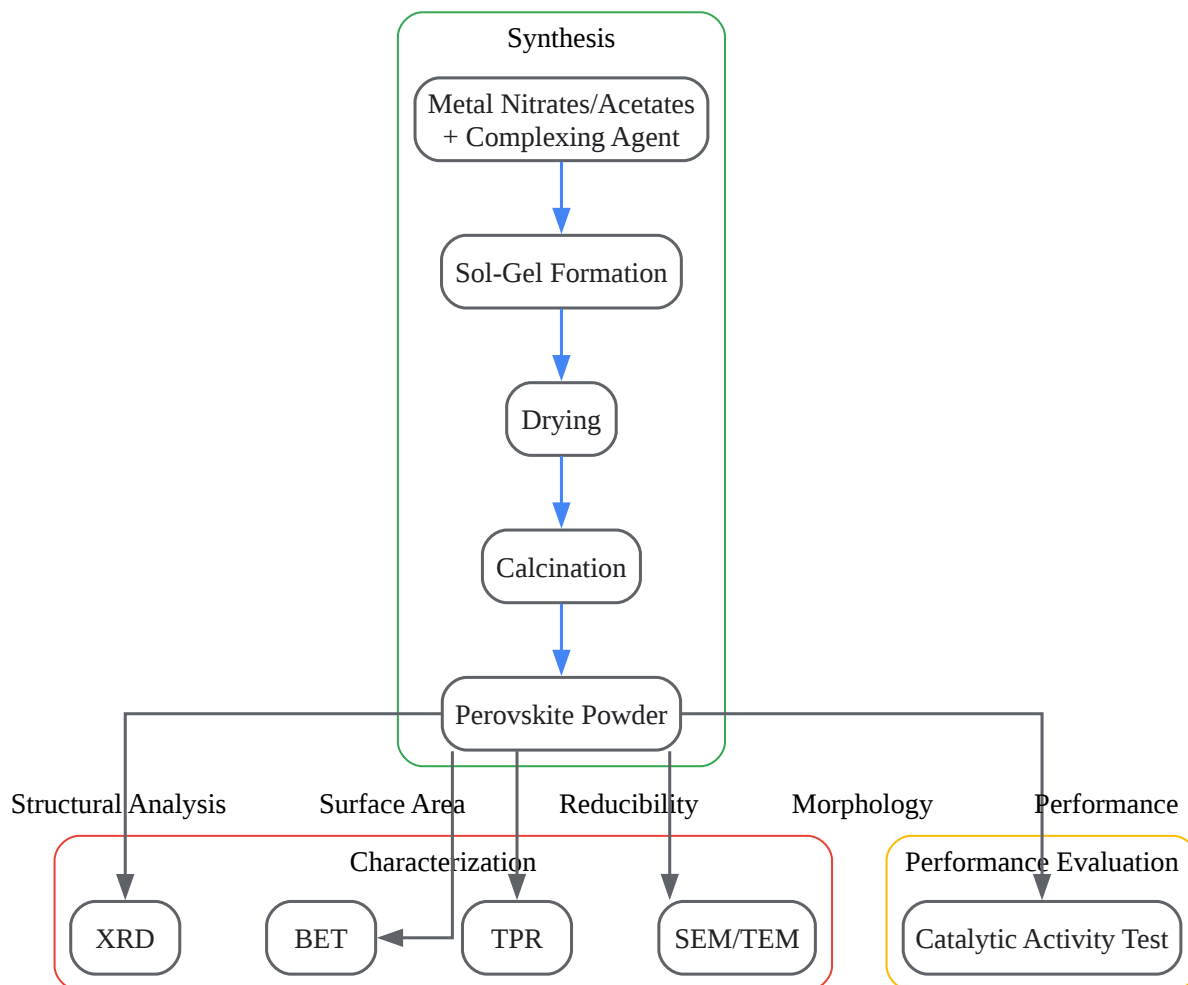 Synthesis
Metal Nitrates/Acetates
+ Complexing Agent
Sol-Gel Formation
Drying
Calcination
Perovskite Powder
Structural Analysis
Surface Area
Reducibility
Morphology
Performance
Characterization
Performance Evaluation
XRD
BET
TPR
SEM/TEM
Catalytic Activity Test